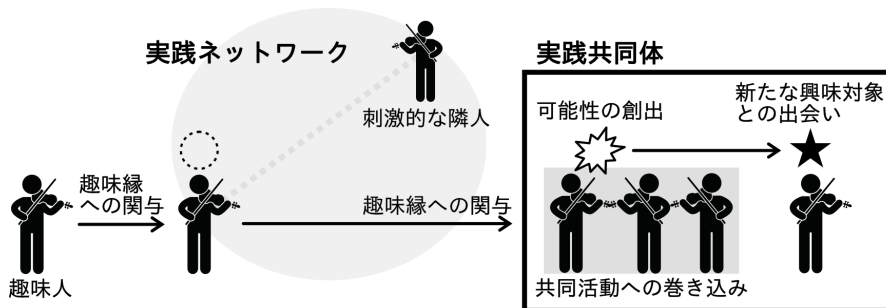 実践ネットワーク
刺激的な隣人
趣味縁
への関与
趣味人
趣味縁への関与
実践共同体
可能性の創出
新たな興味対象
との出会い
共同活動への巻き込み